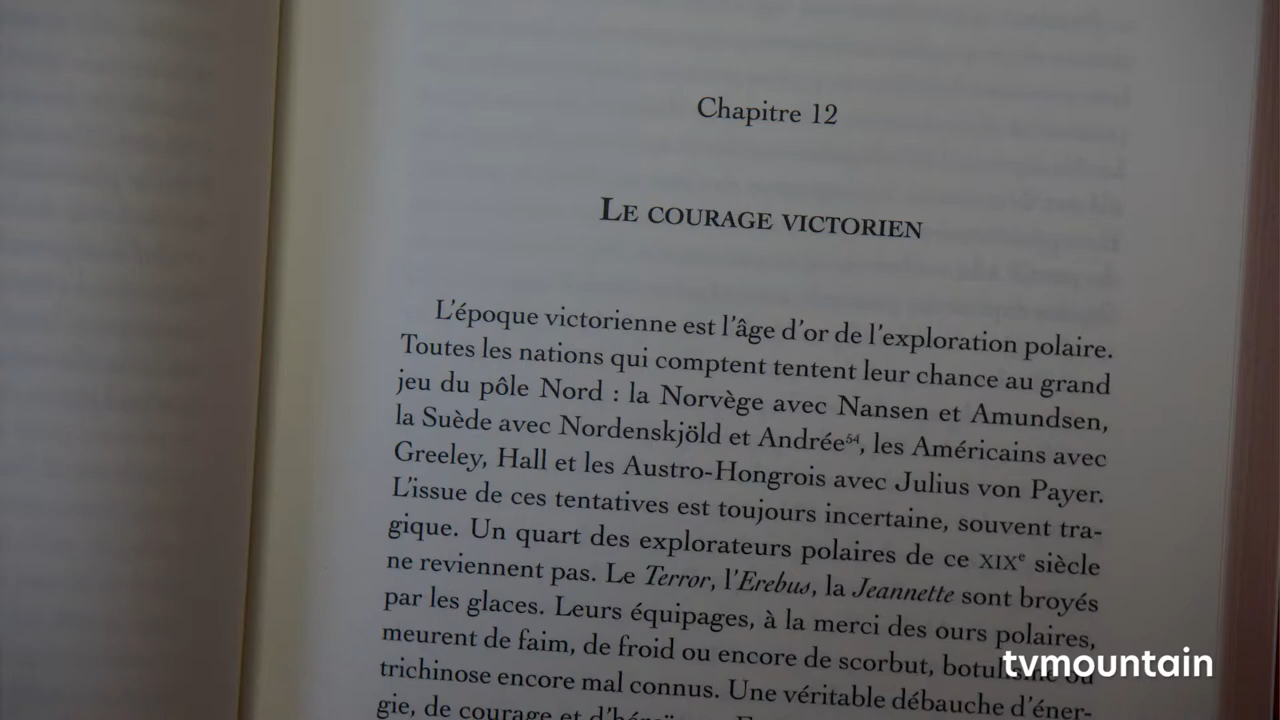 Chapitre 12
LE COURAGE VICTORIEN
L'époque victorienne est l'âge d'or de l'exploration polaire.
Toutes les nations qui comptent tentent leur chance au grand
jeu du pôle Nord : la Norvège avec Nansen et Amundsen,
la Suède avec Nordenskjöld et Andrée⁵⁴, les Américains avec
Greeley, Hall et les Austro-Hongrois avec Julius von Payer.
L'issue de ces tentatives est toujours incertaine, souvent tra-
gique. Un quart des explorateurs polaires de ce XIXᵉ siècle
ne reviennent pas. Le Terror, l'Erebus, la Jeannette sont broyés
par les glaces. Leurs équipages, à la merci des ours polaires,
meurent de faim, de froid ou encore de scorbut, botulisme ou
trichinose encore mal connus. Une véritable débauche d'éner-
gie, de courage et
tvmountain